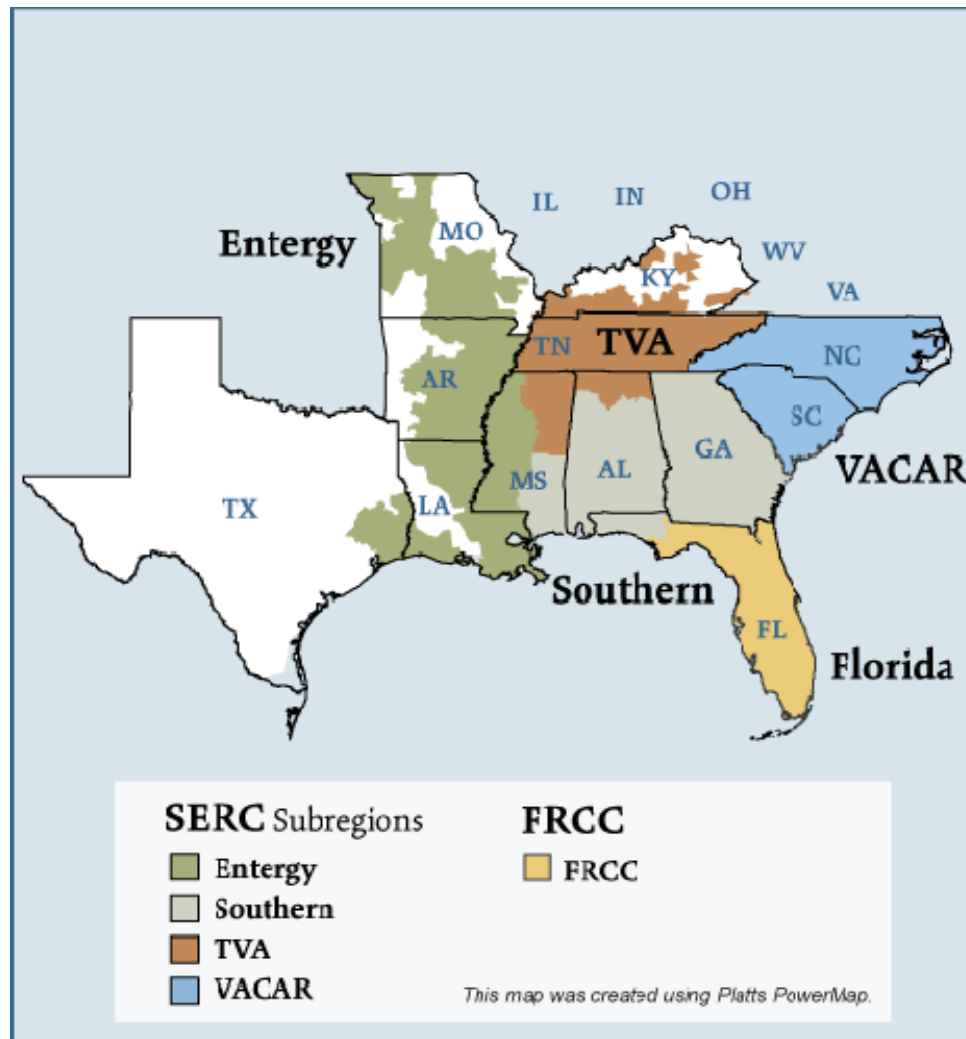 IL
IN
OH
MO
Entergy
WV
KY
VA
TN
TVA
NC
AR
SC
GA
VACAR
MS
AL
TX
LA
Southern
FL
Florida
SERC Subregions
Entergy
Southern
TVA
VACAR
FRCC
FRCC
This map was created using Platts PowerMap.